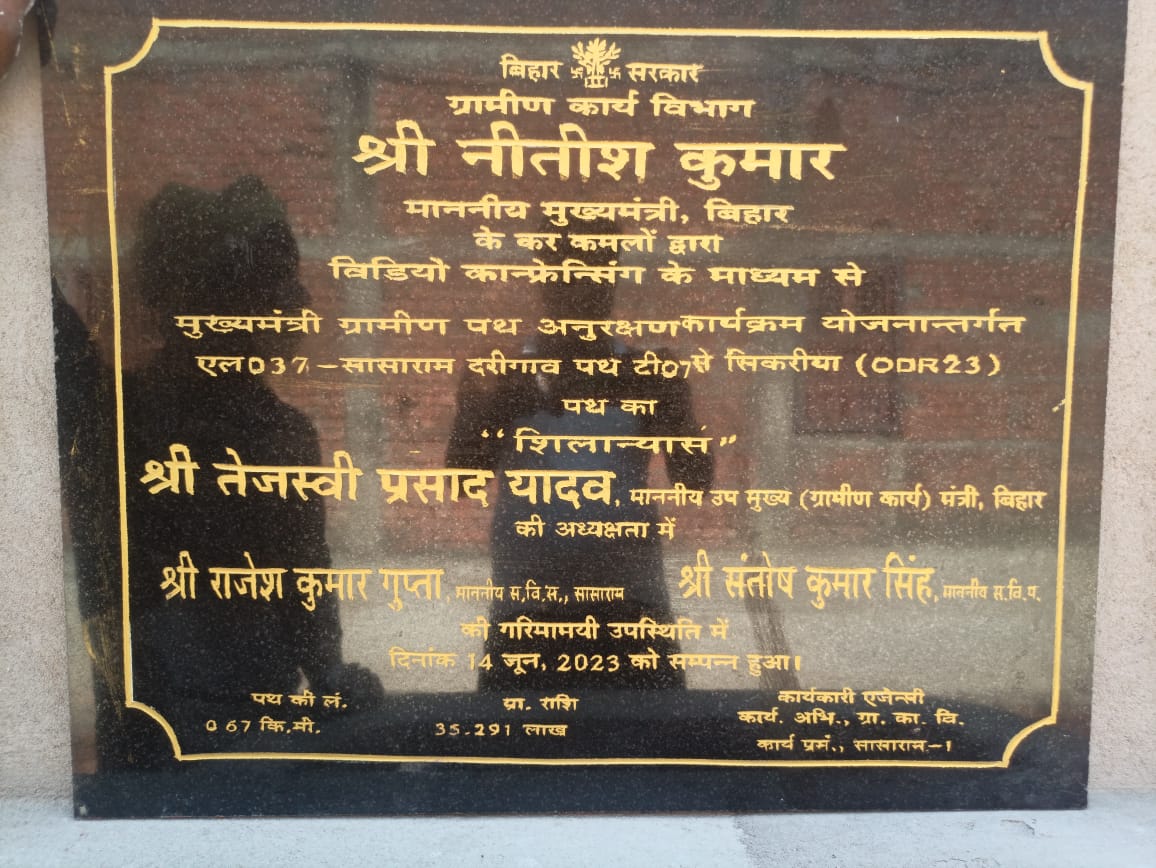 बिहार सरकार
ग्रामीण कार्य विभाग
श्री नीतीश कुमार
माननीय मुख्यमंत्री, बिहार
के कर कमलों द्वारा
विडियों कान्फ्रेन्सिंग के माध्यम से
मुख्यमंत्री ग्रामीण पथ अनुरक्षण कार्यक्रम योजनान्तर्गत
एल037-सासाराम दरीगाव पथ टी07से सिकरीया (ODR23)
पथ का
“शिलान्यास”
श्री तेजस्वी प्रसाद यादव, माननीय उप मुख्य (ग्रामीण कार्य) मंत्री, बिहार
की अध्यक्षता में
श्री राजेश कुमार गुप्ता, माननीय स.वि.स., सासाराम श्री संतोष कुमार सिंह, माननीय स.वि.प.
की गरिमामयी उपस्थिति में
दिनांक 14 जून, 2023 को सम्पन्न हुआ।
पथ की लं. प्रा. राशि कार्यकारी एजेन्सी
0.67 कि.मी. 35.291 लाख कार्य. अभि., ग्रा. का. वि.
कार्य प्रमं., सासाराम-1